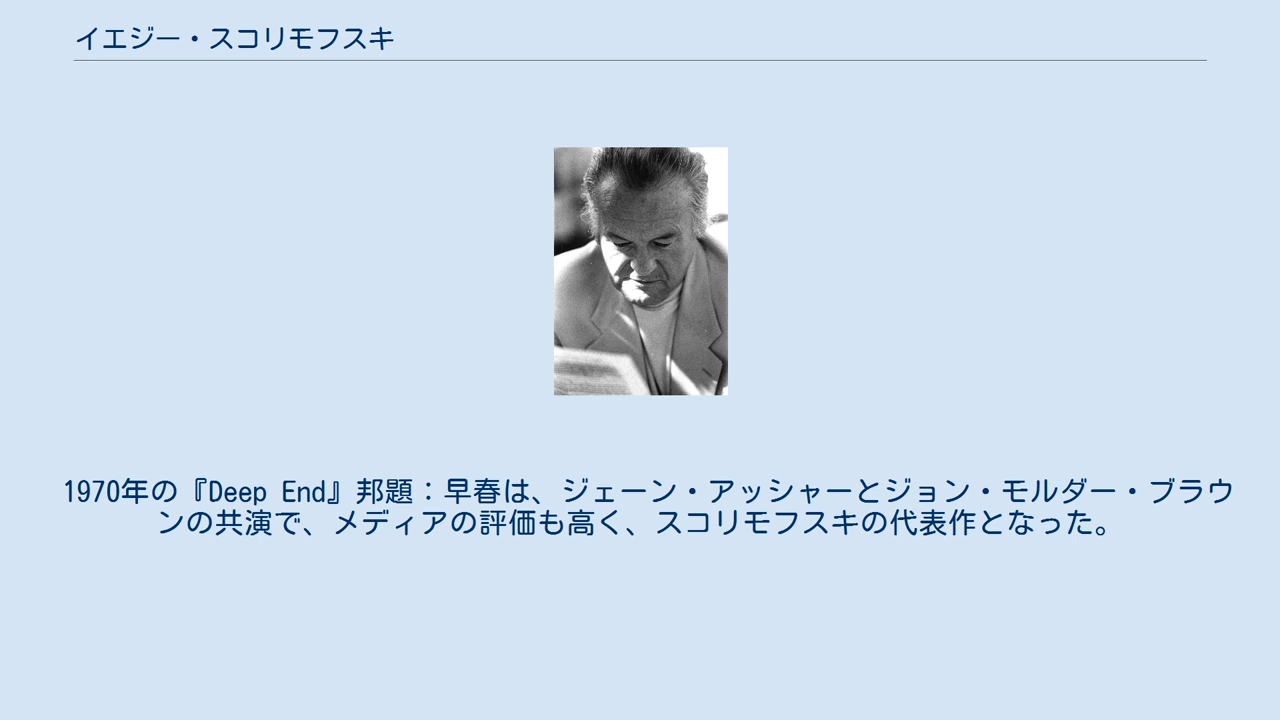 イエジー・スコリモフスキ
1970年の『Deep End』邦題：早春は、ジェーン・アッシャーとジョン・モルダー・ブラウ
ンの共演で、メディアの評価も高く、スコリモフスキの代表作となった。